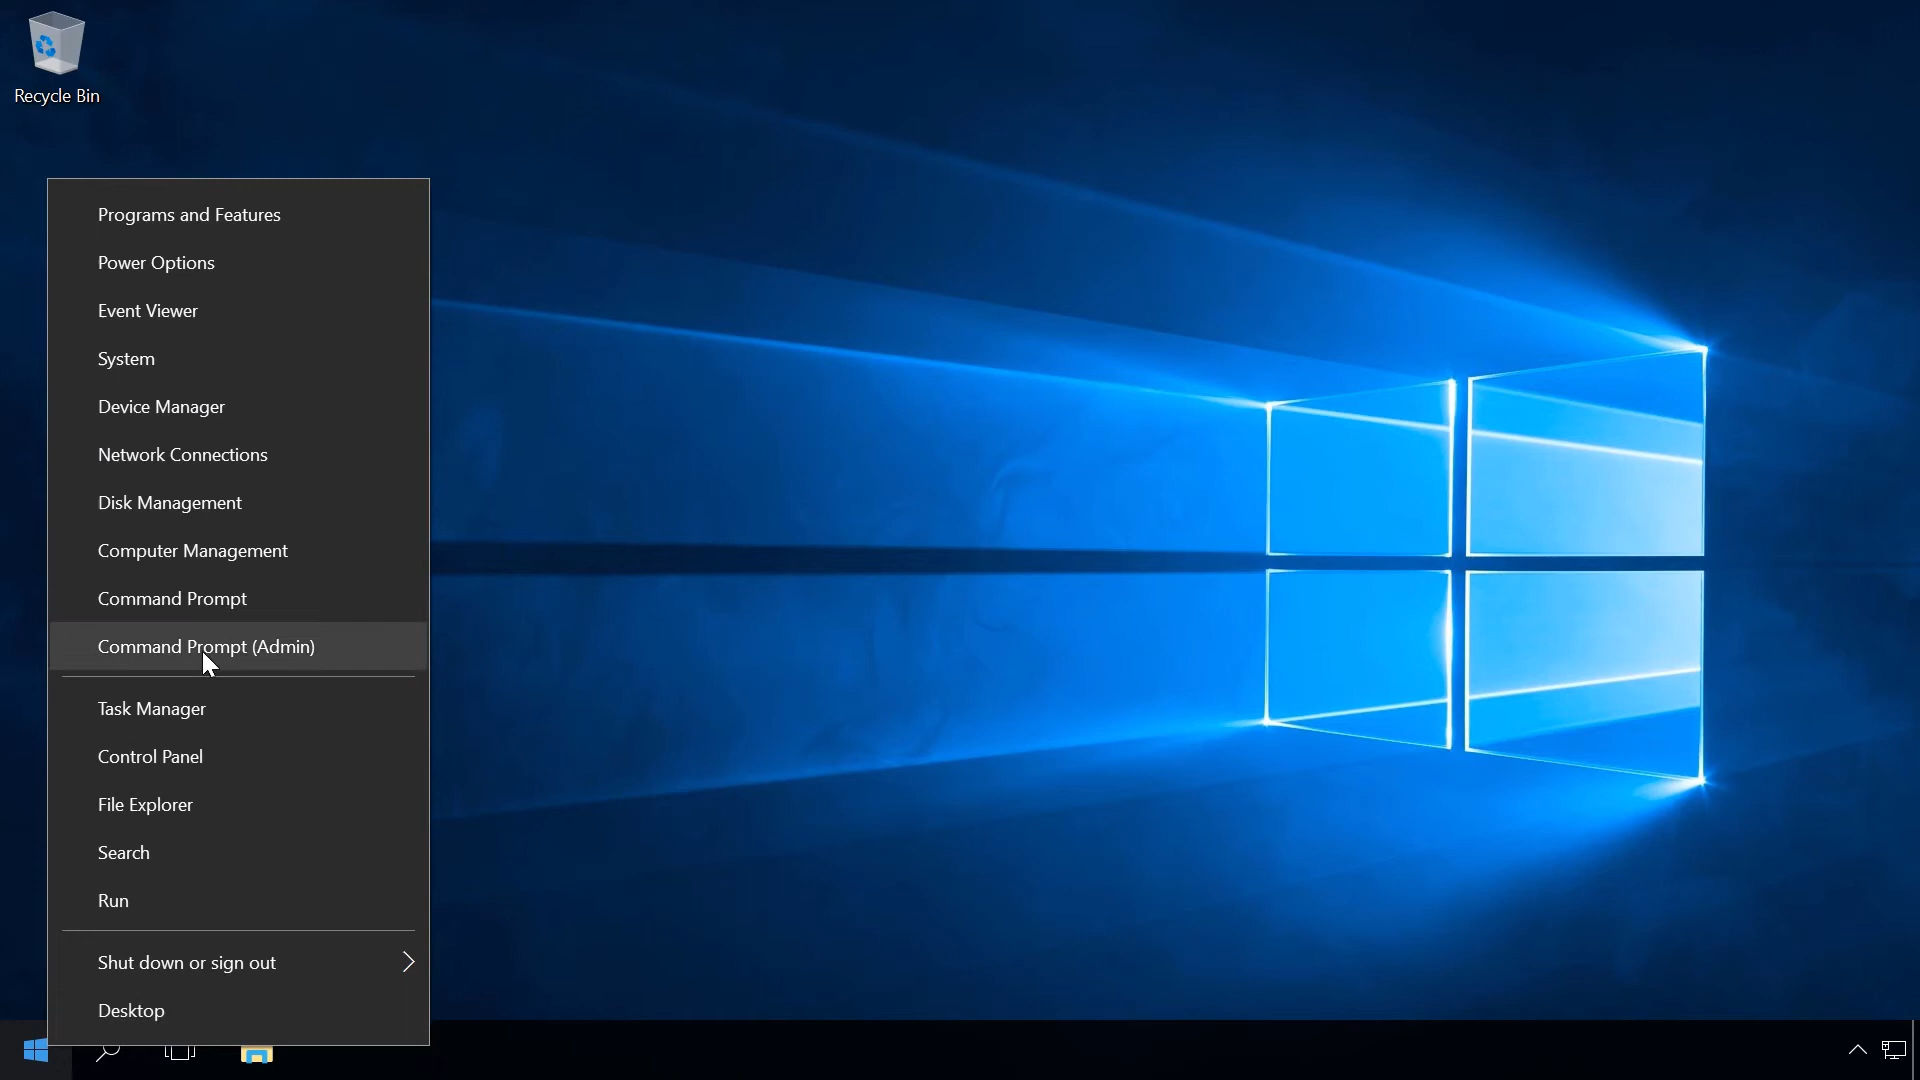 Recycle Bin
Programs and Features
Power Options
Event Viewer
System
Device Manager
Network Connections
Disk Management
Computer Management
Command Prompt
Command Prompt (Admin)
Task Manager
Control Panel
File Explorer
Search
Run
Shut down or sign out
Desktop